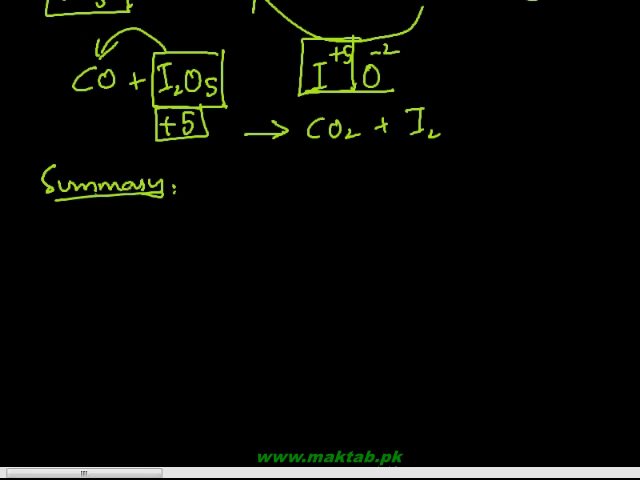 CO + I₂O₅ I⁺⁵ O⁻²
+5 → CO₂ + I₂
Summary:
www.maktab.pk